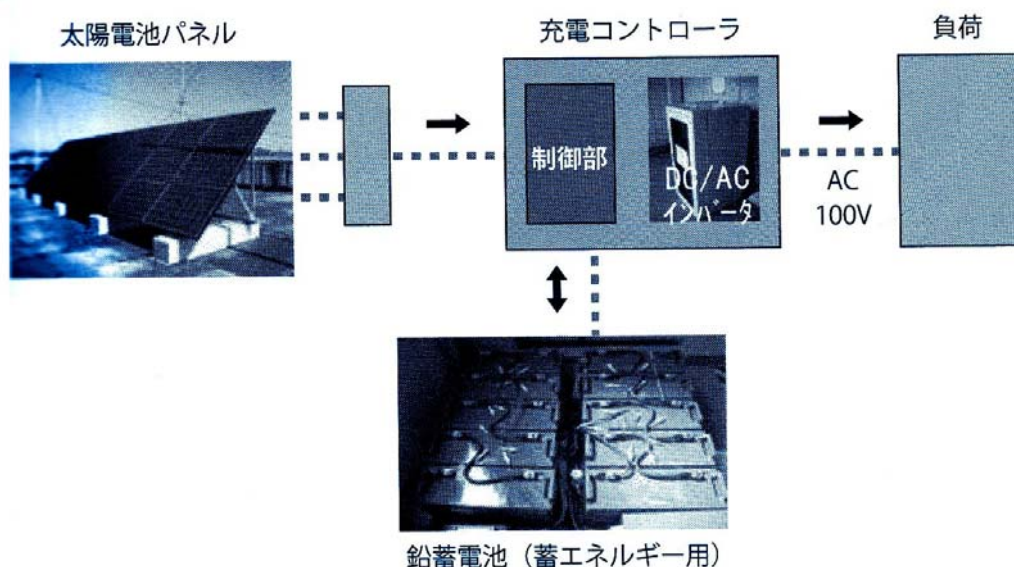 太陽電池パネル
充電コントローラ
負荷
制御部
DC/AC
インバータ
AC
100V
鉛蓄電池（蓄エネルギー用）